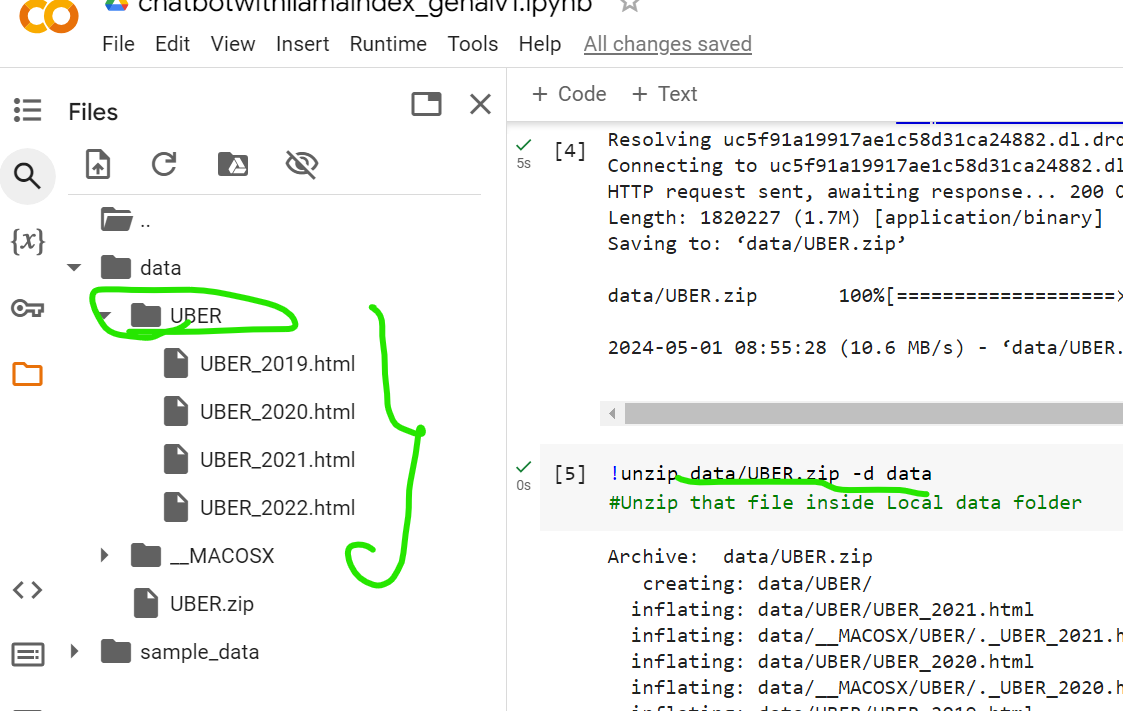 chatbotwithllamaindex_genaiv1.ipynb
File Edit View Insert Runtime Tools Help All changes saved
Files
+ Code + Text
..
data
UBER
UBER_2019.html
UBER_2020.html
UBER_2021.html
UBER_2022.html
__MACOSX
UBER.zip
sample_data
{x}
<>
5s
[4]
Resolving uc5f91a19917ae1c58d31ca24882.dl.dro
Connecting to uc5f91a19917ae1c58d31ca24882.dl
HTTP request sent, awaiting response... 200 O
Length: 1820227 (1.7M) [application/binary]
Saving to: ‘data/UBER.zip’
data/UBER.zip 100%[===================>
2024-05-01 08:55:28 (10.6 MB/s) - ‘data/UBER.
0s
[5]
!unzip data/UBER.zip -d data
#Unzip that file inside Local data folder
Archive: data/UBER.zip
creating: data/UBER/
inflating: data/UBER/UBER_2021.html
inflating: data/__MACOSX/UBER/._UBER_2021.h
inflating: data/UBER/UBER_2020.html
inflating: data/__MACOSX/UBER/._UBER_2020.h
inflating: data/UBER/UBER_2019.html